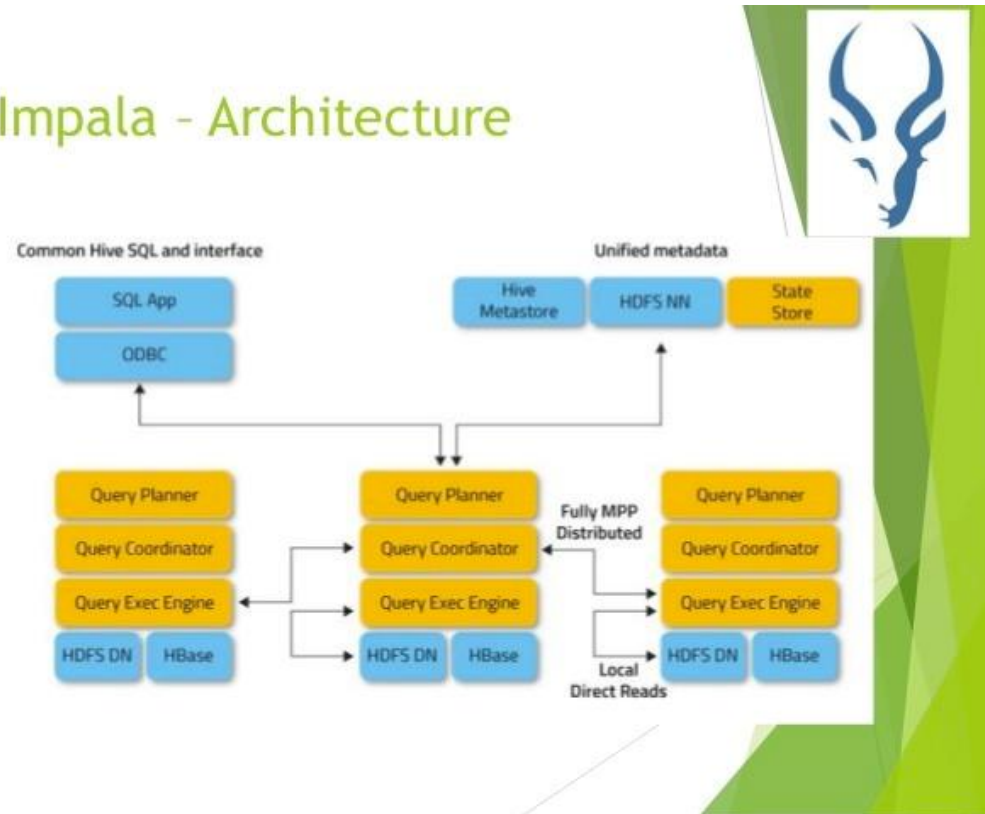 Impala - Architecture
Common Hive SQL and interface
Unified metadata
SQL App
ODBC
Hive
Metastore
HDFS NN
State
Store
Query Planner
Query Coordinator
Query Exec Engine
HDFS DN
HBase
Query Planner
Query Coordinator
Query Exec Engine
HDFS DN
HBase
Fully MPP
Distributed
Local
Direct Reads
Query Planner
Query Coordinator
Query Exec Engine
HDFS DN
HBase